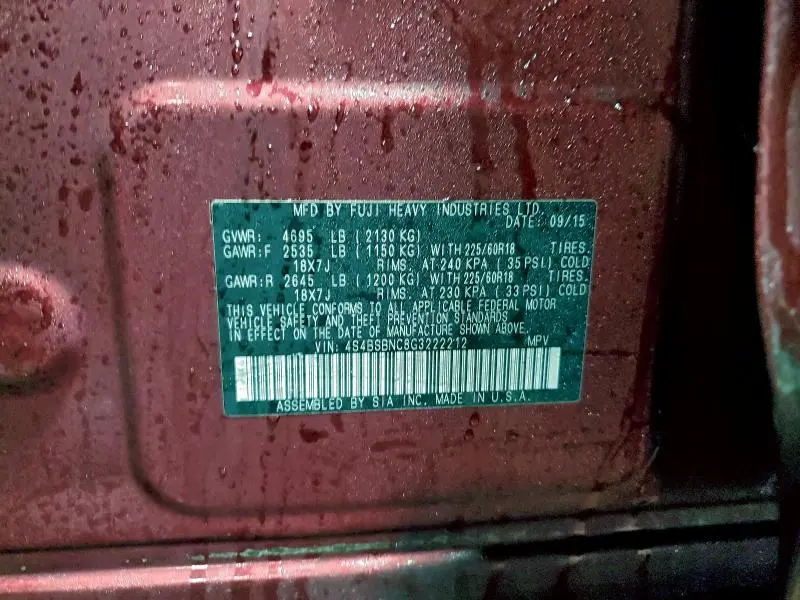 MFD BY FUJI HEAVY INDUSTRIES LTD.
DATE: 09/15
GVWR: 4695 LB ( 2130 KG)
GAWR:F 2535 LB ( 1150 KG) WITH 225/60R18 TIRES,
18X7J RIMS, AT 240 KPA ( 35 PSI) COLD
GAWR:R 2645 LB ( 1200 KG) WITH 225/60R18 TIRES,
18X7J RIMS, AT 230 KPA ( 33 PSI) COLD
THIS VEHICLE CONFORMS TO ALL APPLICABLE FEDERAL MOTOR
VEHICLE SAFETY AND THEFT PREVENTION STANDARDS
IN EFFECT ON THE DATE OF MANUFACTURE SHOWN ABOVE.
VIN: 4S4BSBNC8G3222212 MPV
ASSEMBLED BY SIA INC. MADE IN U.S.A.